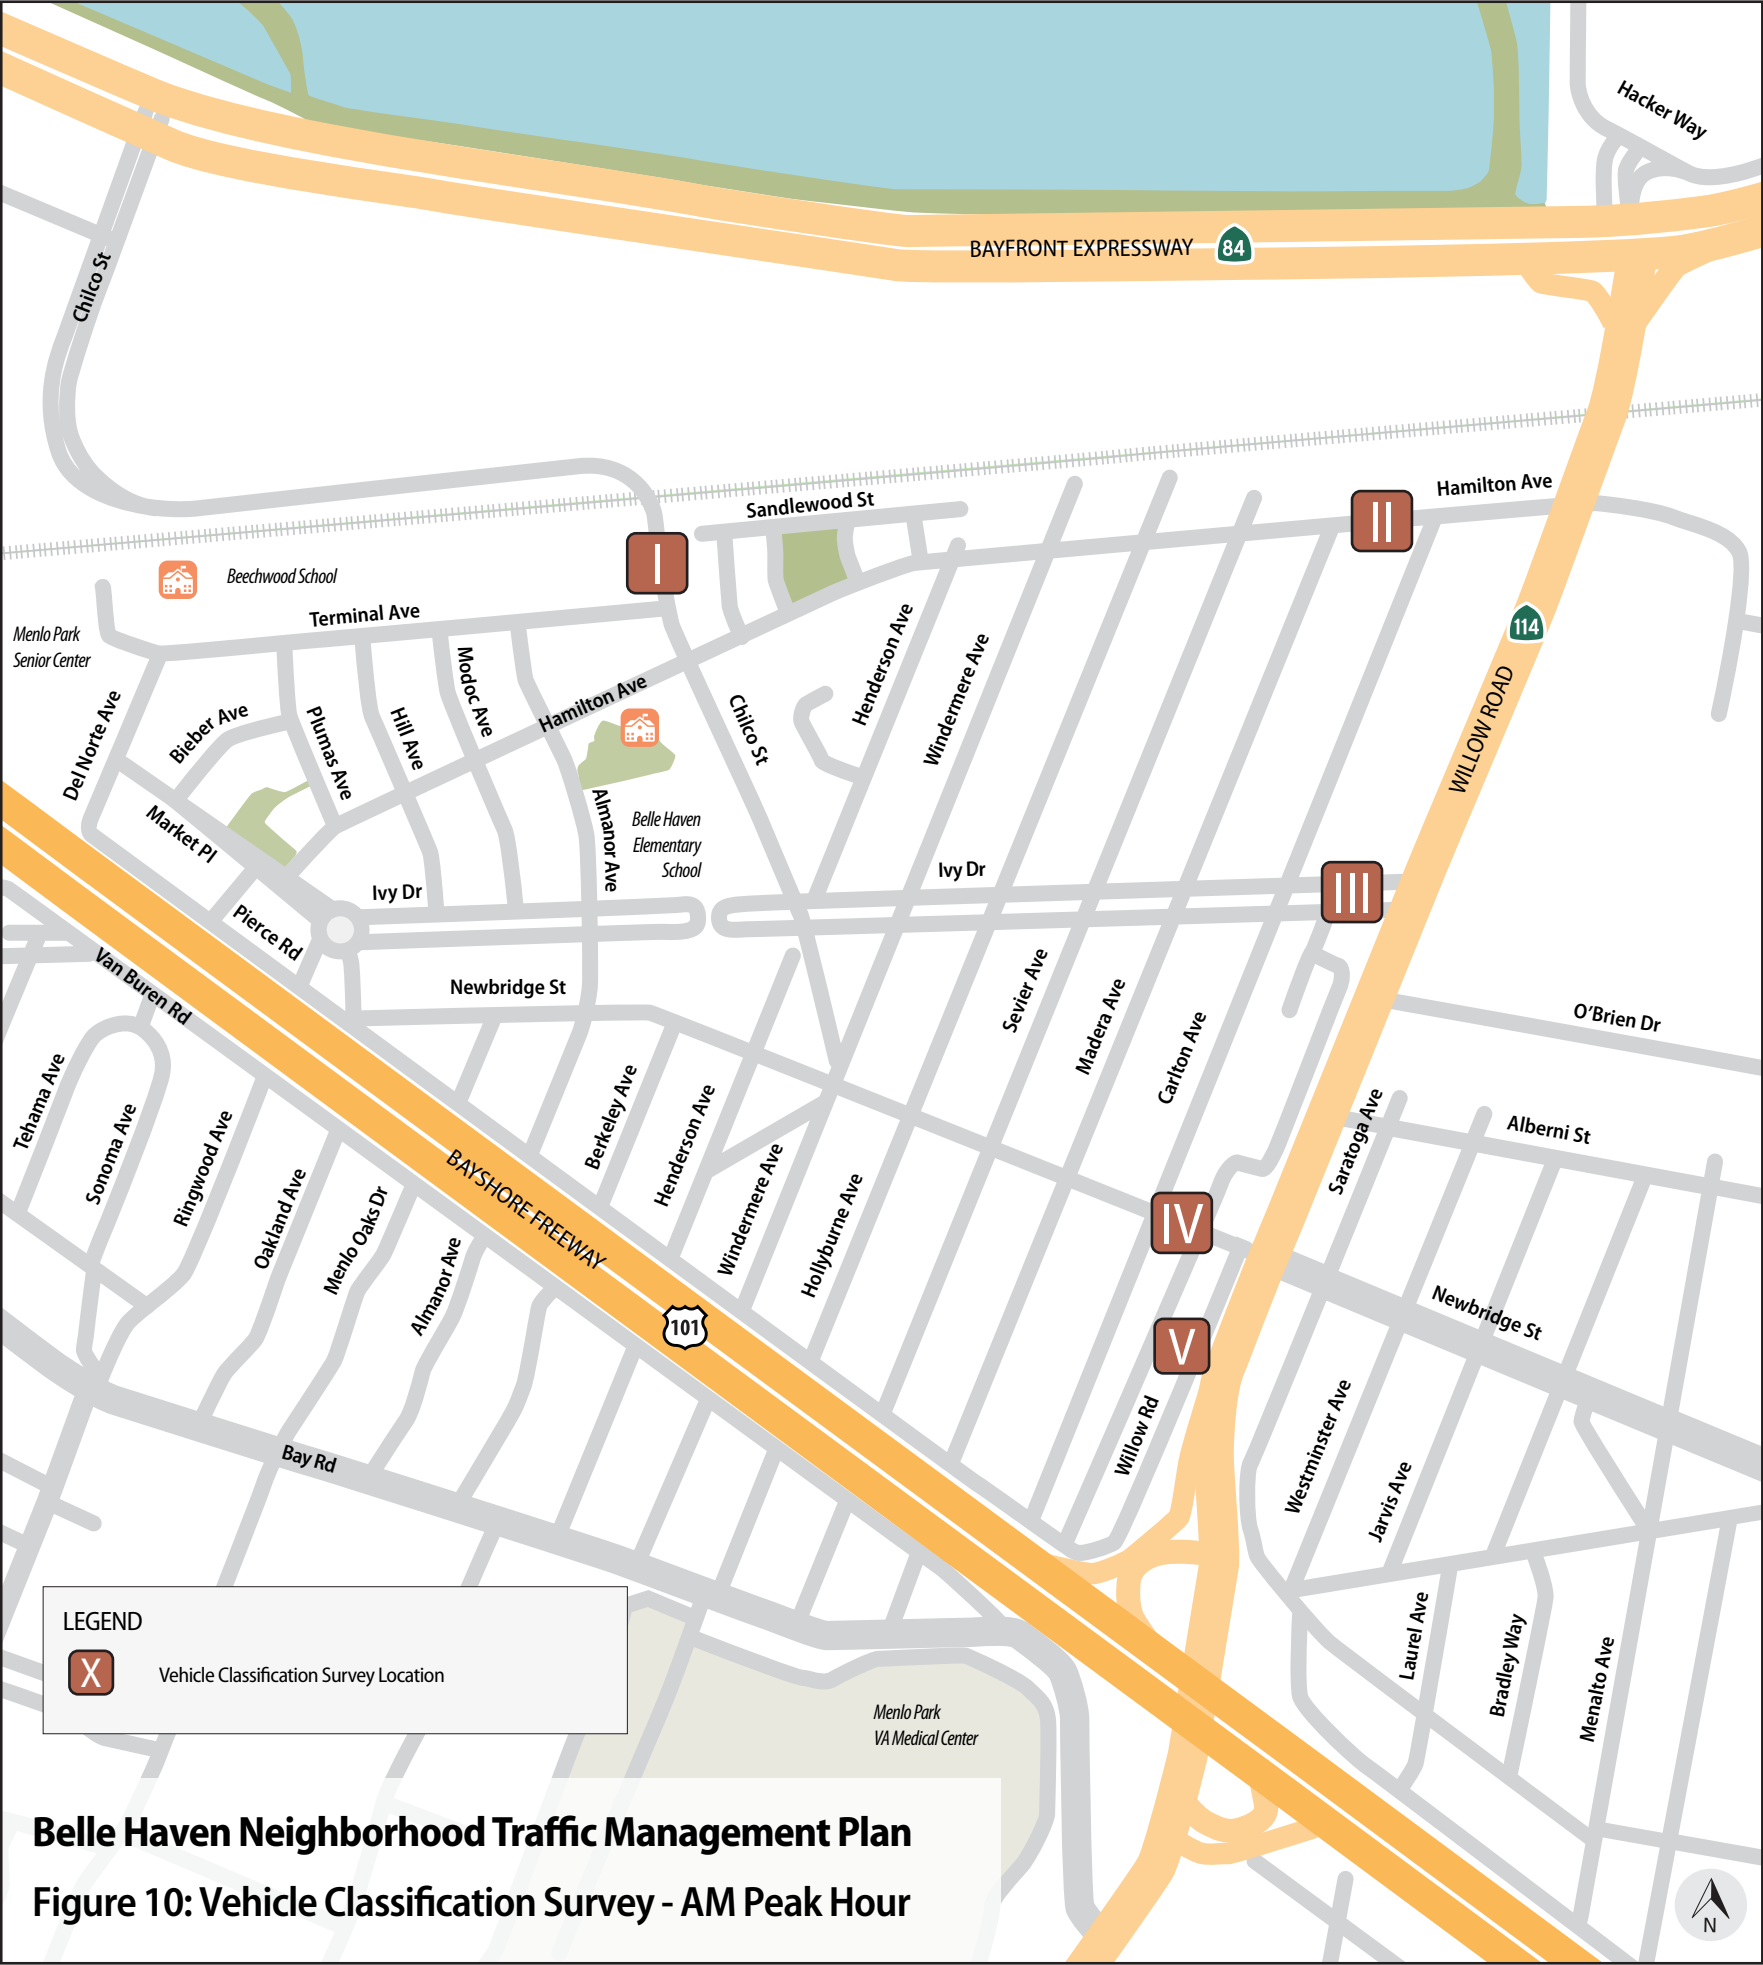 Hacker Way
BAYFRONT EXPRESSWAY
84
Chilco St
Hamilton Ave
Sandlewood St
I
II
Beechwood School
Terminal Ave
Menlo Park
Senior Center
114
WILLOW ROAD
Del Norte Ave
Bieber Ave
Plumas Ave
Hill Ave
Modoc Ave
Hamilton Ave
Chilco St
Henderson Ave
Windermere Ave
Market Pl
Almanor Ave
Belle Haven
Elementary
School
Ivy Dr
Ivy Dr
III
Pierce Rd
Van Buren Rd
Newbridge St
Sevier Ave
Madera Ave
Carlton Ave
O'Brien Dr
Tehama Ave
Sonoma Ave
Ringwood Ave
Oakland Ave
Menlo Oaks Dr
Almanor Ave
BAYSHORE FREEWAY
101
Berkeley Ave
Henderson Ave
Windermere Ave
Hollyburne Ave
Saratoga Ave
Alberni St
IV
V
Newbridge St
Willow Rd
Westminster Ave
Jarvis Ave
Bay Rd
Laurel Ave
Bradley Way
Menalto Ave
LEGEND
X
Vehicle Classification Survey Location
Menlo Park
VA Medical Center
Belle Haven Neighborhood Traffic Management Plan
Figure 10: Vehicle Classification Survey - AM Peak Hour
N